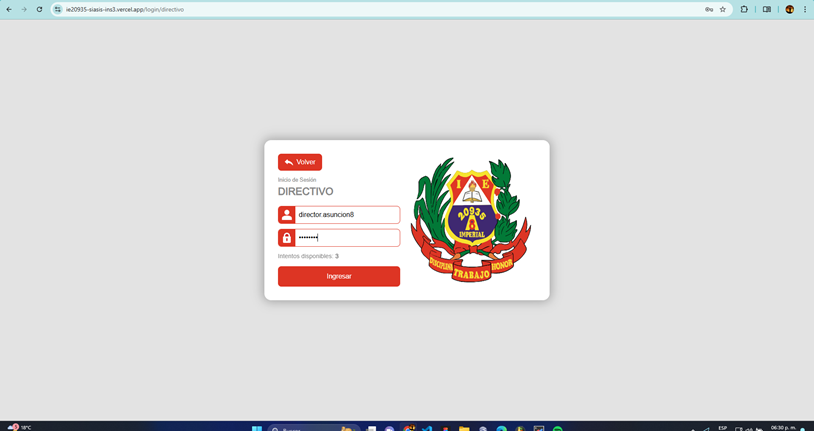 ie20935-siasis-ins3.vercel.app/login/directivo
Volver
Inicio de Sesión
DIRECTIVO
director.asuncion8
••••••••
Intentos disponibles: 3
Ingresar
I E
20935
A
IMPERIAL
DISCIPLINA TRABAJO HONOR
18°C
ESP
06:30 p. m.